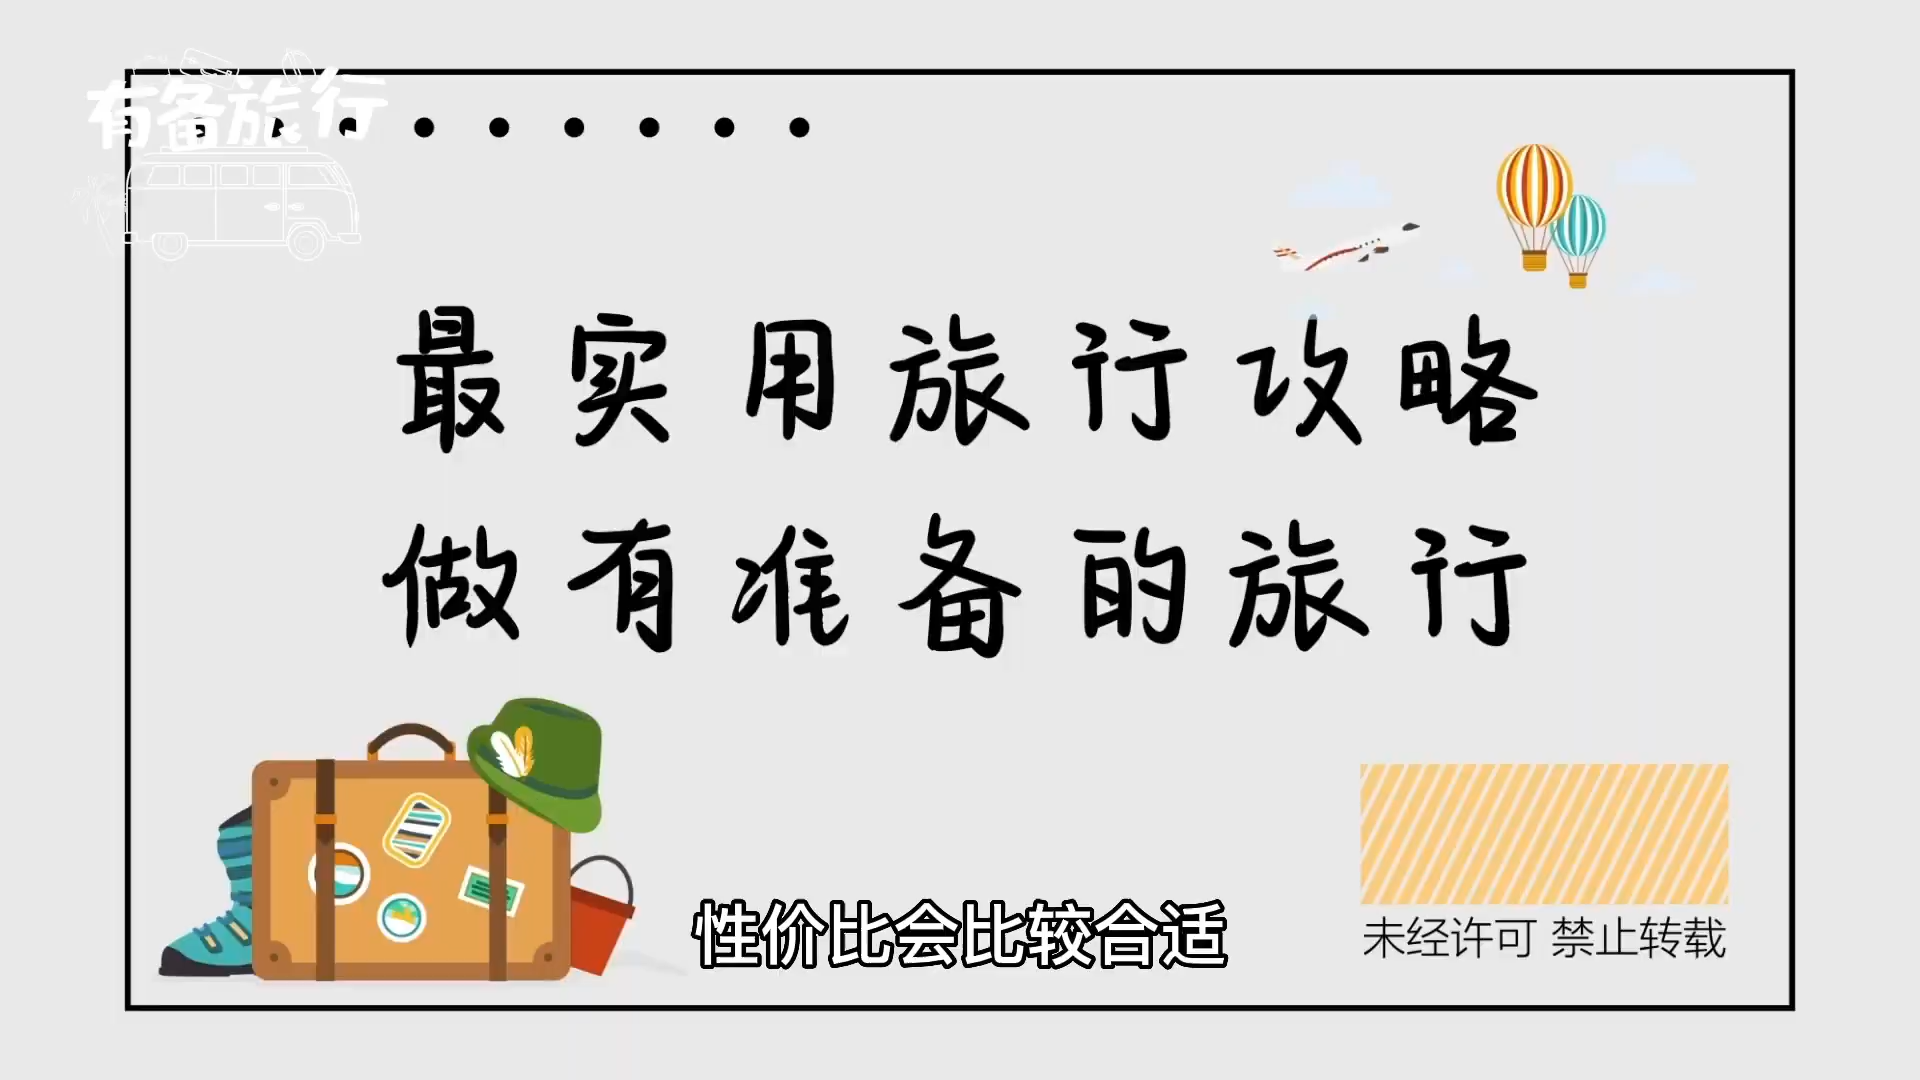 有备旅行
最实用旅行攻略
做有准备的旅行
性价比会比较合适
未经许可 禁止转载